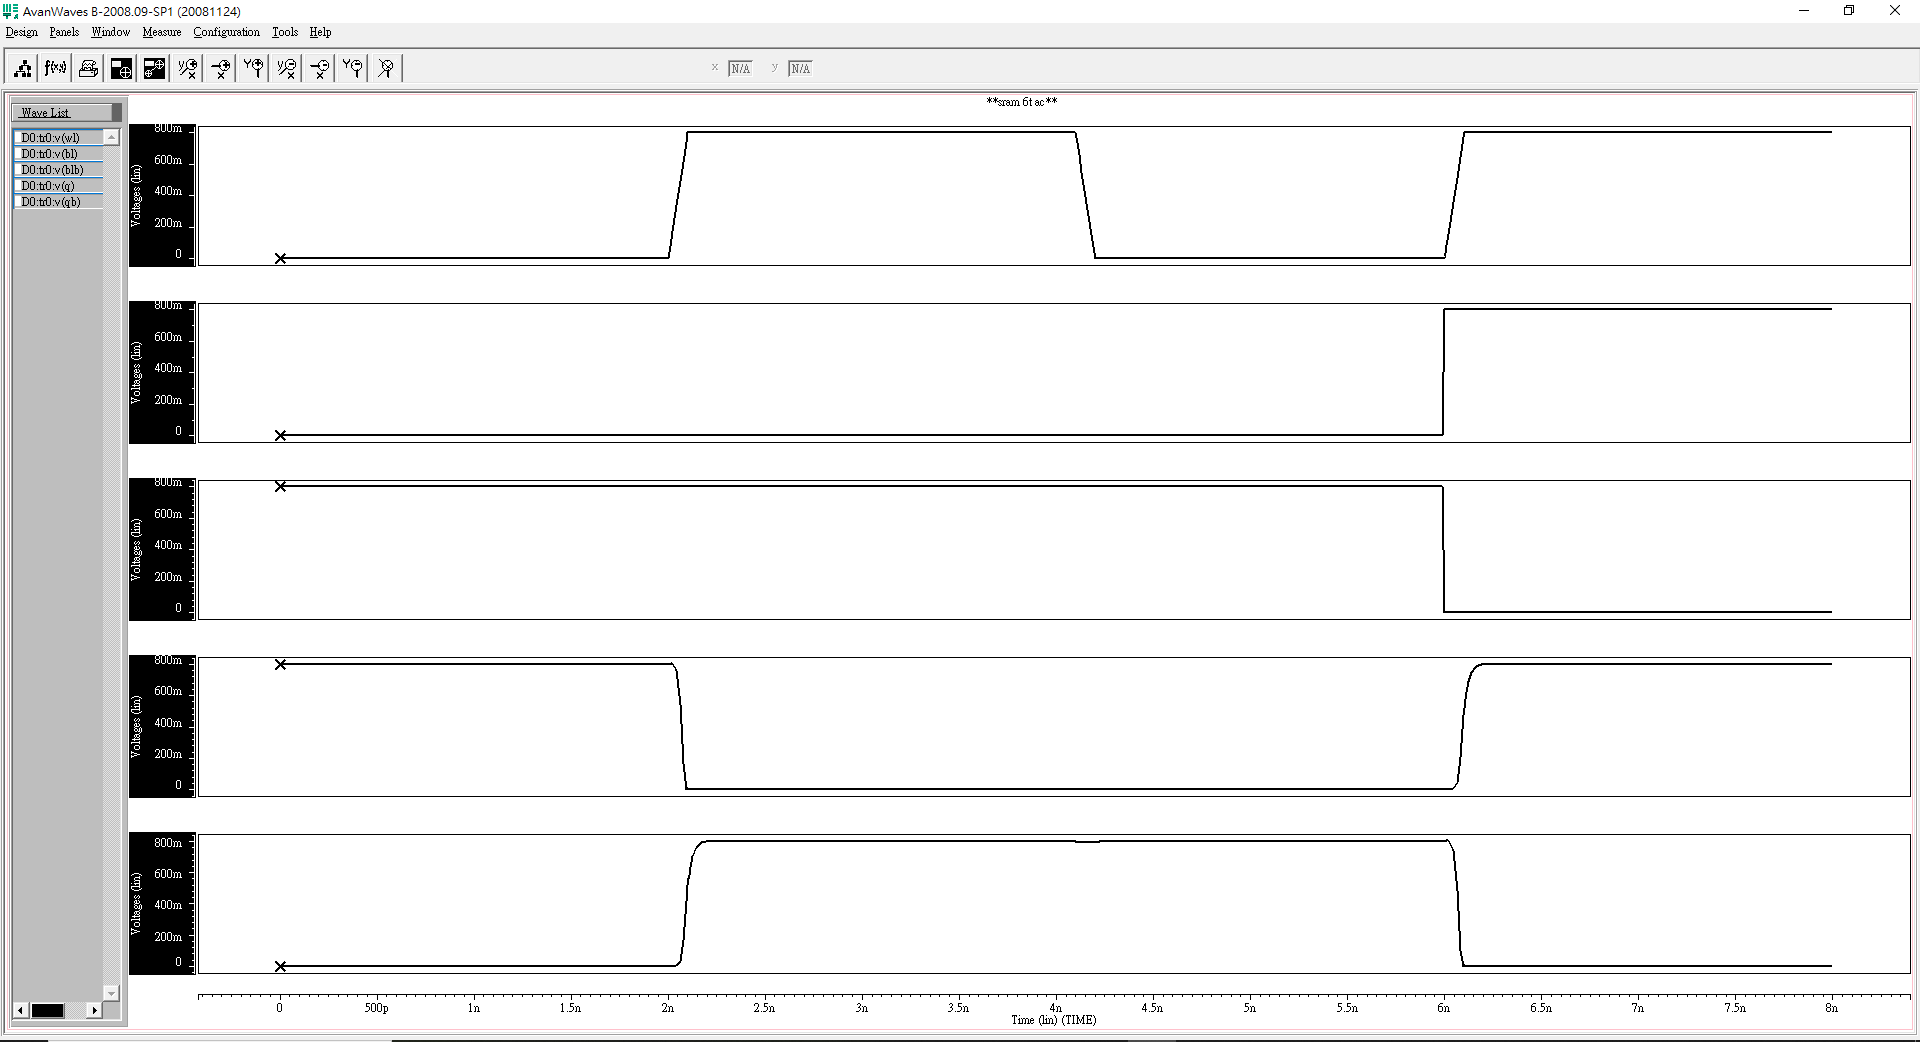 AvanWaves B-2008.09-SP1 (20081124)
Design Panels Window Measure Configuration Tools Help
f(x,y) x N/A y N/A
Wave List
D0:tr0:v(wl)
D0:tr0:v(bl)
D0:tr0:v(blb)
D0:tr0:v(q)
D0:tr0:v(qb)
**sram 6t ac**
Voltages (lin)
800m
600m
400m
200m
0
Voltages (lin)
800m
600m
400m
200m
0
Voltages (lin)
800m
600m
400m
200m
0
Voltages (lin)
800m
600m
400m
200m
0
Voltages (lin)
800m
600m
400m
200m
0
0 500p 1n 1.5n 2n 2.5n 3n 3.5n 4n 4.5n 5n 5.5n 6n 6.5n 7n 7.5n 8n
Time (lin) (TIME)